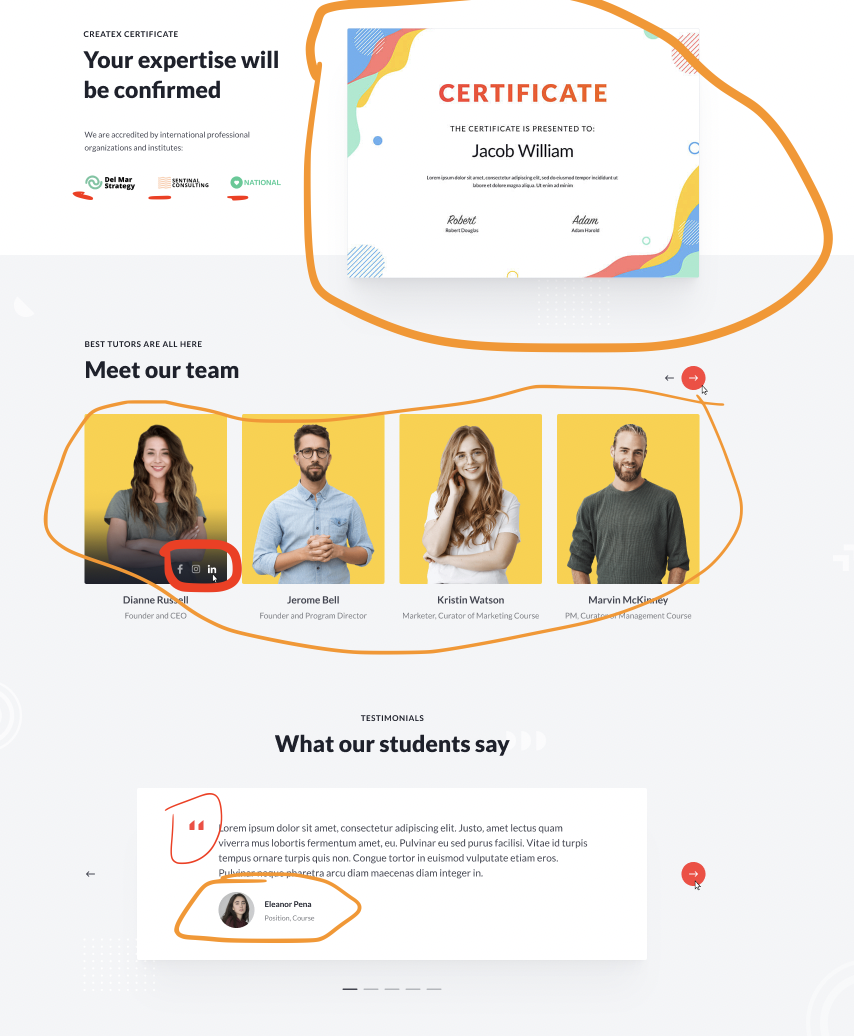 CREATEX CERTIFICATE
Your expertise will
be confirmed
We are accredited by international professional
organizations and institutes:
Del Mar
Strategy
SENTINAL
CONSULTING
NATIONAL
CERTIFICATE
THE CERTIFICATE IS PRESENTED TO:
Jacob William
Lorem ipsum dolor sit amet, consectetur adipiscing elit, sed do eiusmod tempor incididunt ut
labore et dolore magna aliqua. Ut enim ad minim
Robert
Adam
Robert Douglas
Adam Harold
BEST TUTORS ARE ALL HERE
Meet our team
Dianne Russell
Founder and CEO
Jerome Bell
Founder and Program Director
Kristin Watson
Marketer, Curator of Marketing Course
Marvin McKinney
PM, Curator of Management Course
TESTIMONIALS
What our students say
“
Lorem ipsum dolor sit amet, consectetur adipiscing elit. Justo, amet lectus quam
viverra mus lobortis fermentum amet, eu. Pulvinar eu sed purus facilisi. Vitae id turpis
tempus ornare turpis quis non. Congue tortor in euismod vulputate etiam eros.
Pulvinar neque pharetra arcu diam maecenas diam integer in.
Eleanor Pena
Position, Course